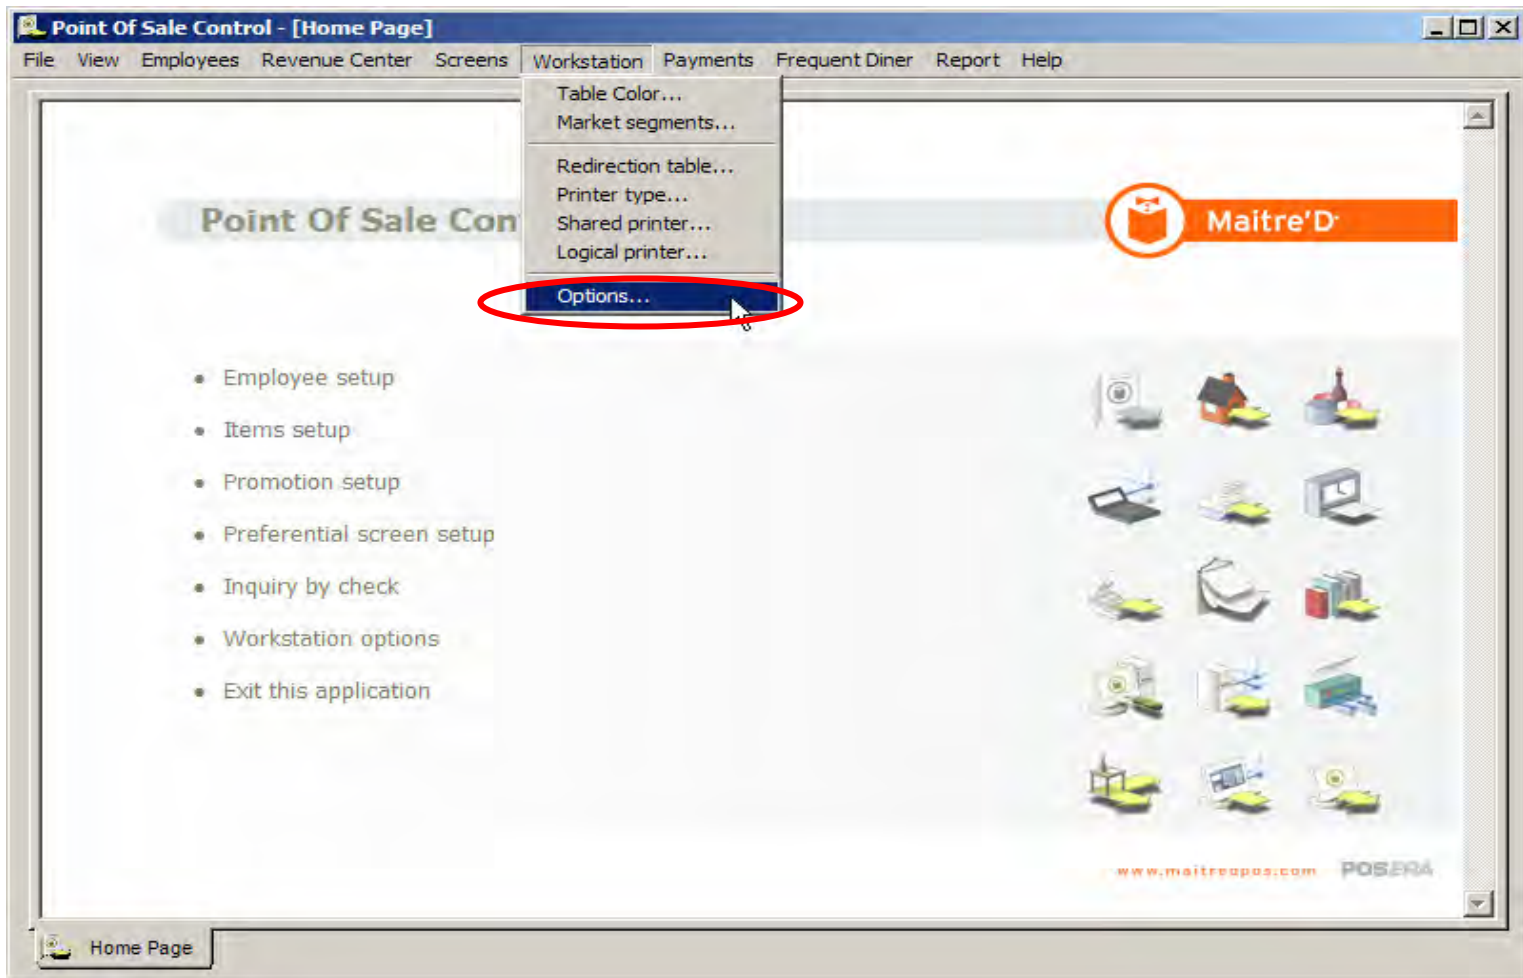 Point Of Sale Control - [Home Page]
File View Employees Revenue Center Screens Workstation Payments Frequent Diner Report Help
Table Color...
Market segments...
Redirection table...
Printer type...
Shared printer...
Logical printer...
Options...
Point Of Sale Con
Maitre'D
Employee setup
Items setup
Promotion setup
Preferential screen setup
Inquiry by check
Workstation options
Exit this application
www.maitredpos.com POSERA
Home Page